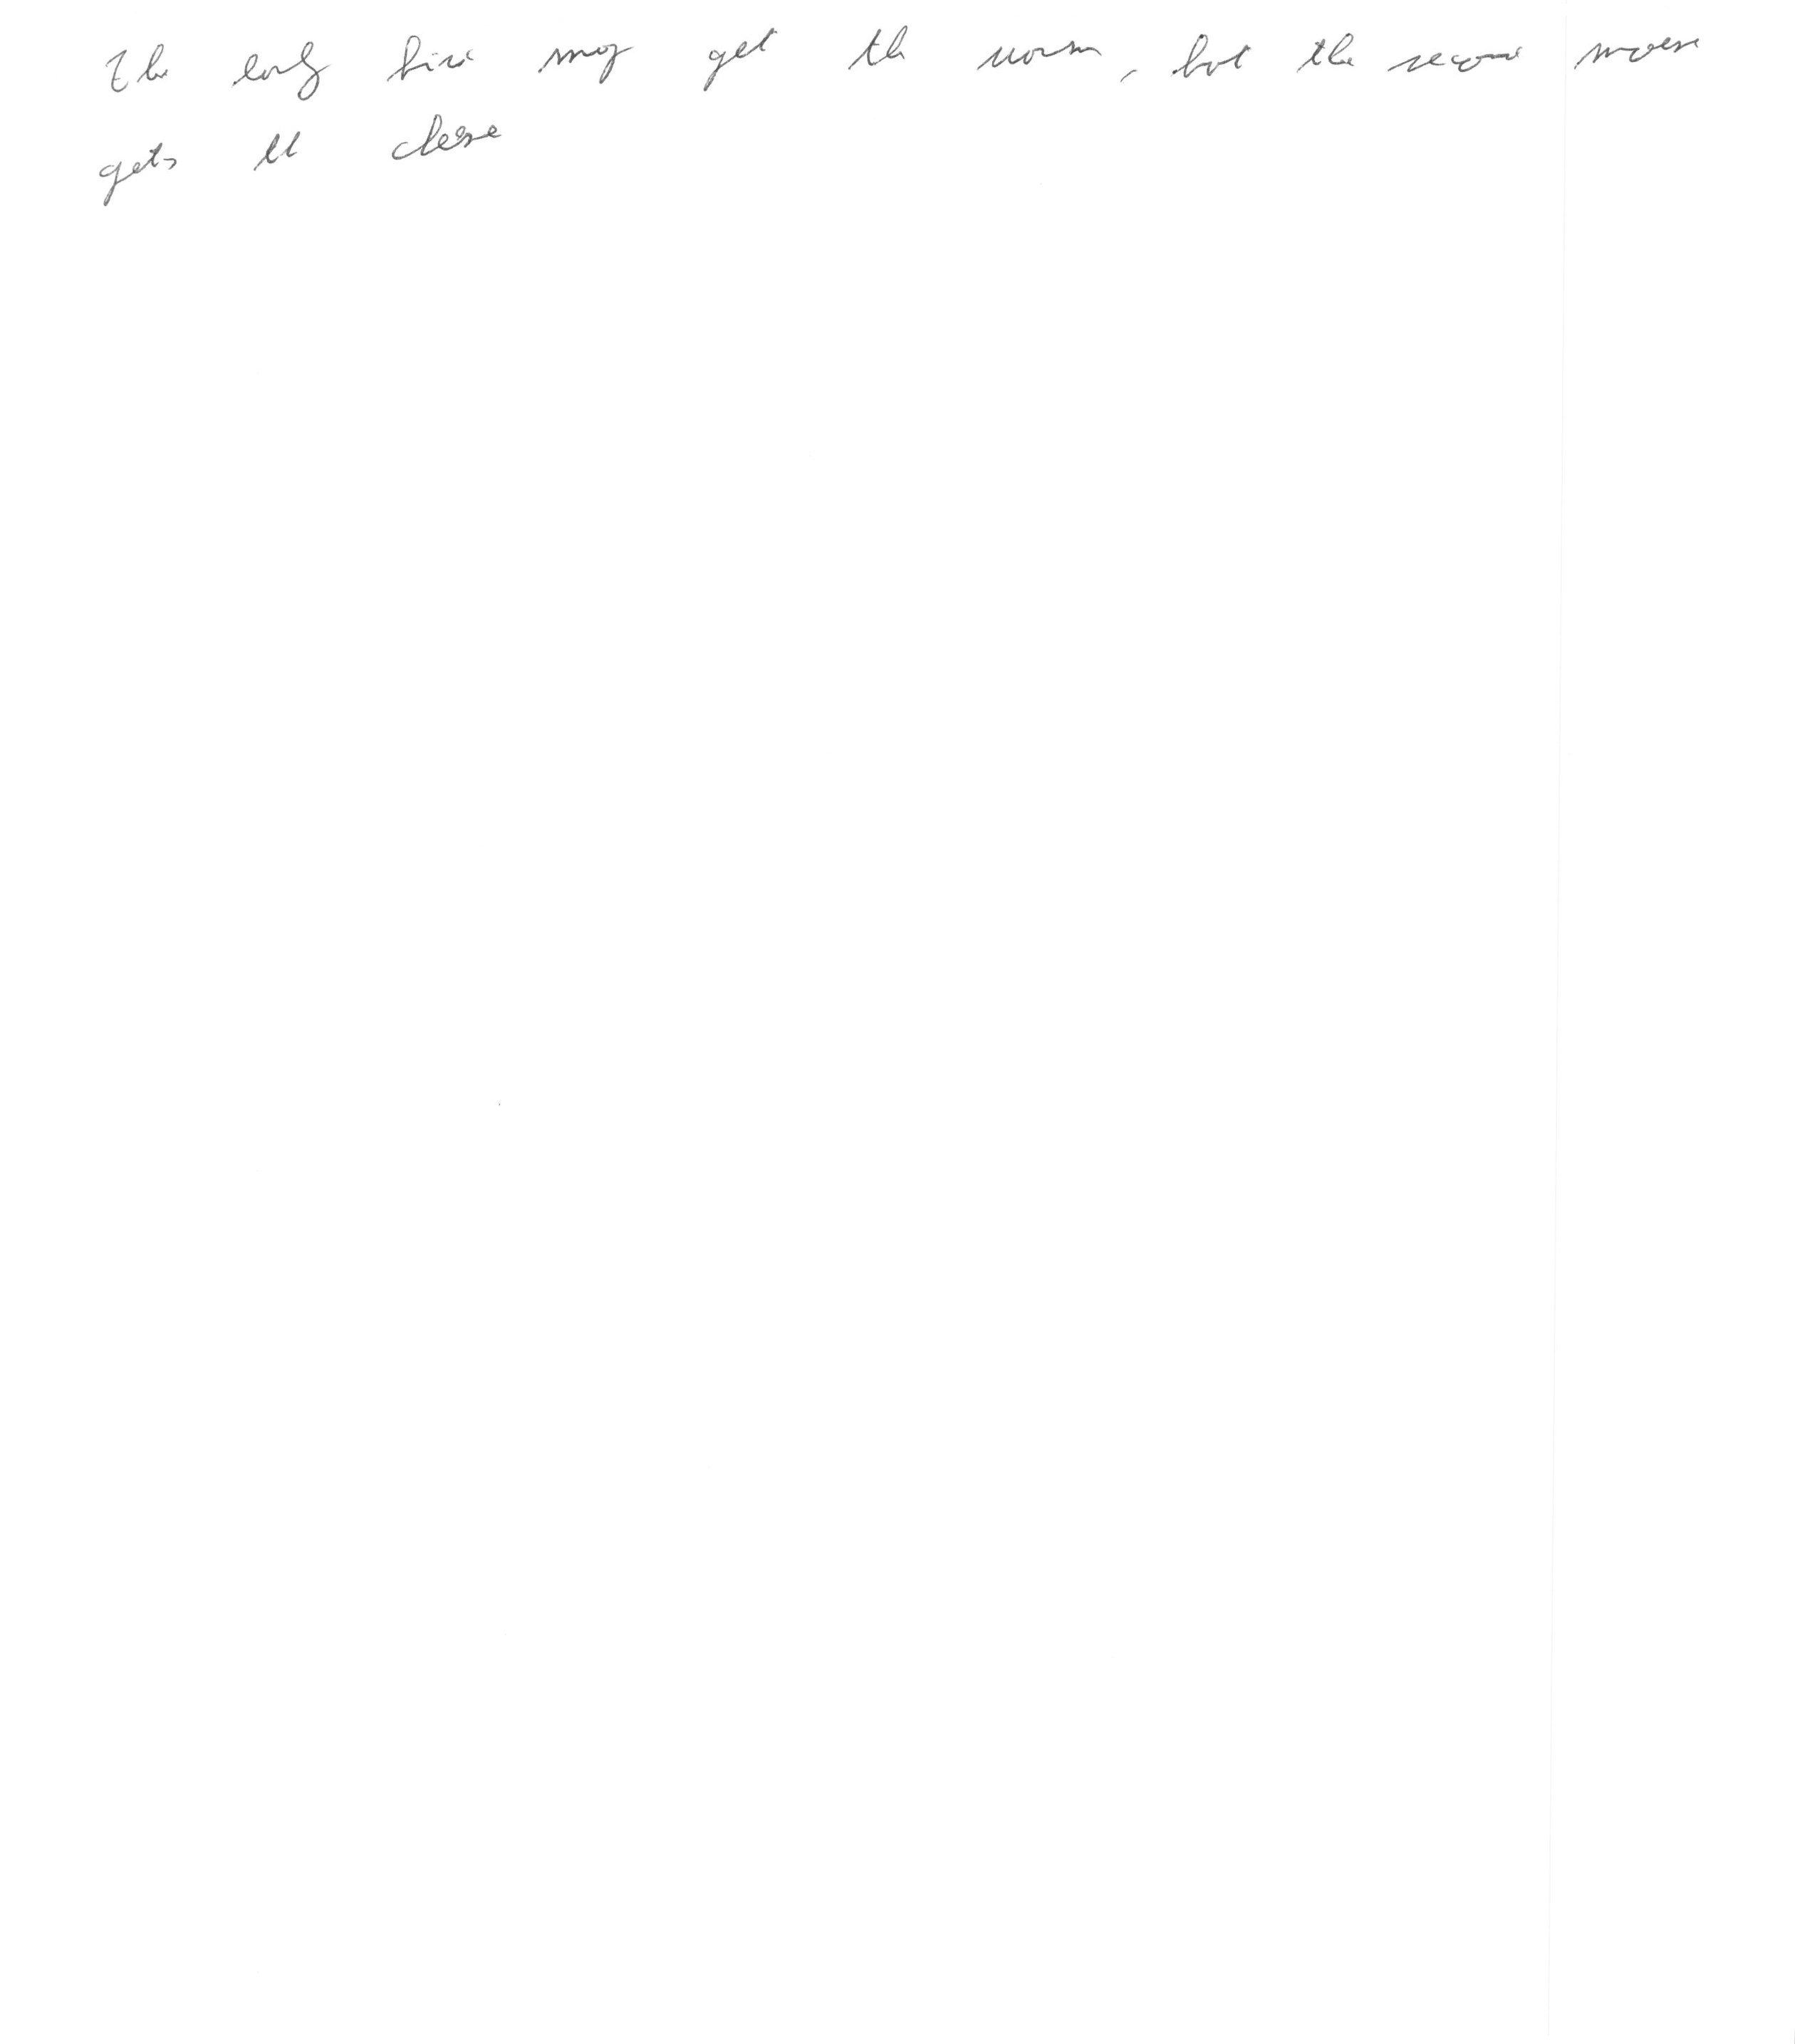 The early bird may get the worm, but the second mouse
gets the cheese